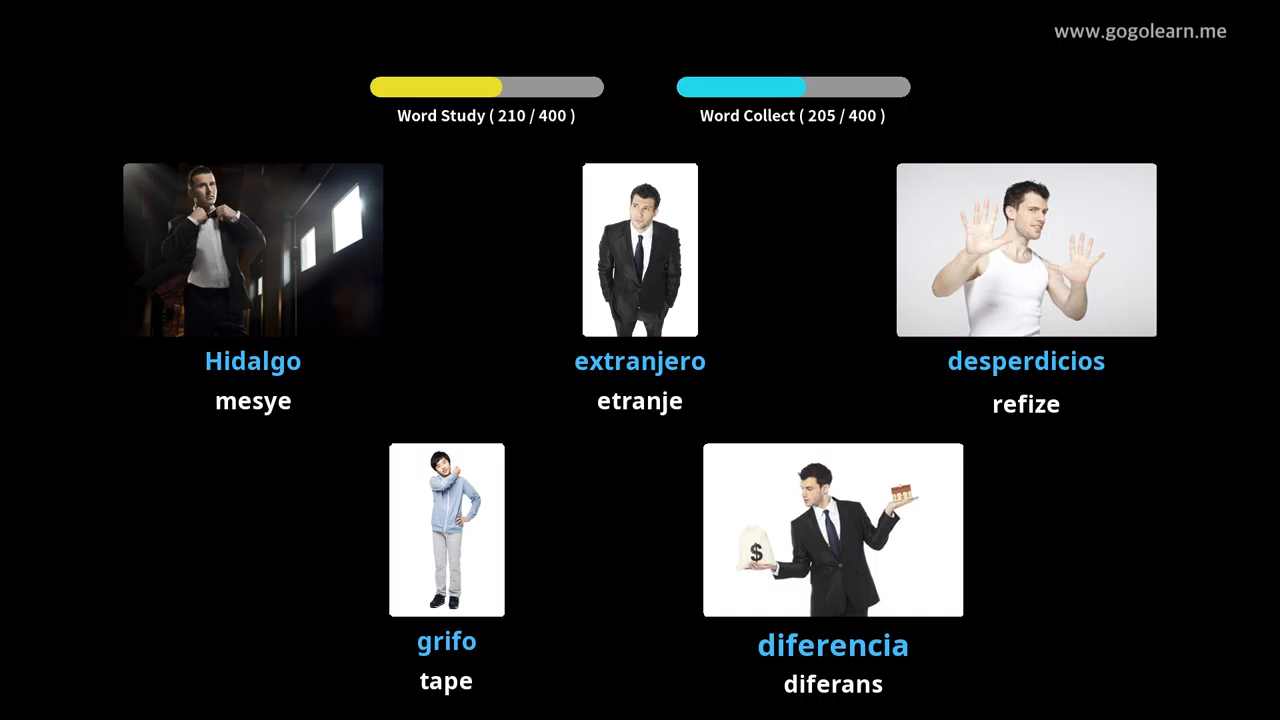 www.gogolearn.me
Word Study ( 210 / 400 )
Word Collect ( 205 / 400 )
Hidalgo
mesye
extranjero
etranje
desperdicios
refize
grifo
tape
diferencia
diferans
$